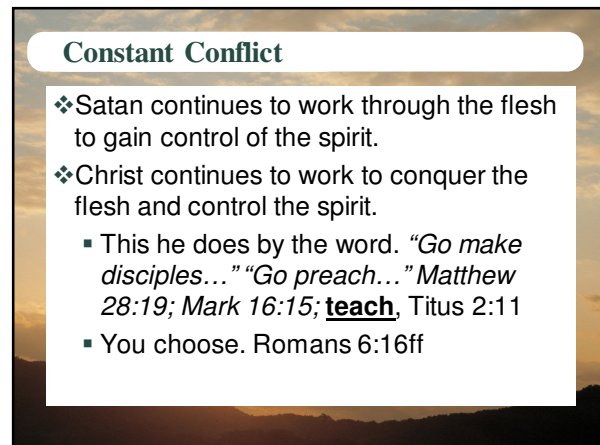 Constant Conflict
❖Satan continues to work through the flesh
to gain control of the spirit.
❖Christ continues to work to conquer the
flesh and control the spirit.
▪ This he does by the word. “Go make
disciples…” “Go preach…” Matthew
28:19; Mark 16:15; teach, Titus 2:11
▪ You choose. Romans 6:16ff